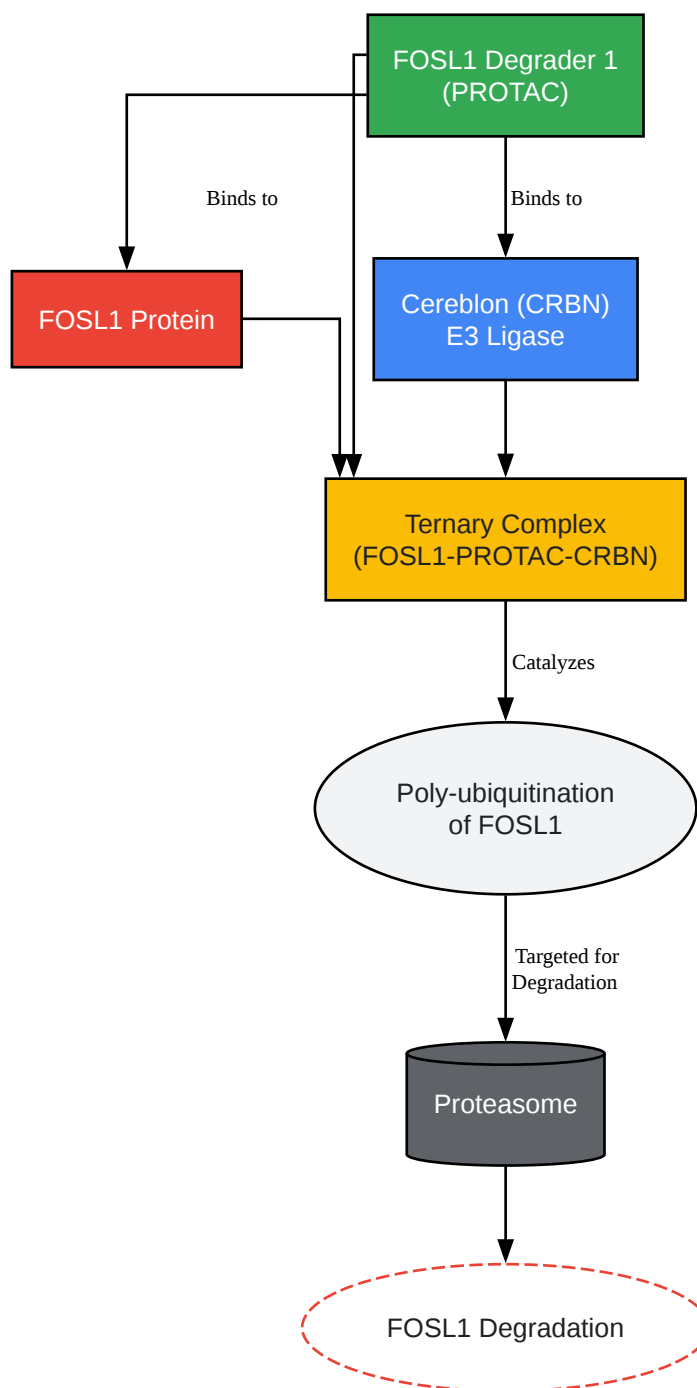 FOSL1 Degrader 1
(PROTAC)
Binds to
Binds to
FOSL1 Protein
Cereblon (CRBN)
E3 Ligase
Ternary Complex
(FOSL1-PROTAC-CRBN)
Catalyzes
Poly-ubiquitination
of FOSL1
Targeted for
Degradation
Proteasome
FOSL1 Degradation